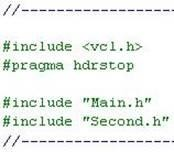 //------------------
#include <vcl.h>
#pragma hdrstop
#include "Main.h"
#include "Second.h"
//------------------